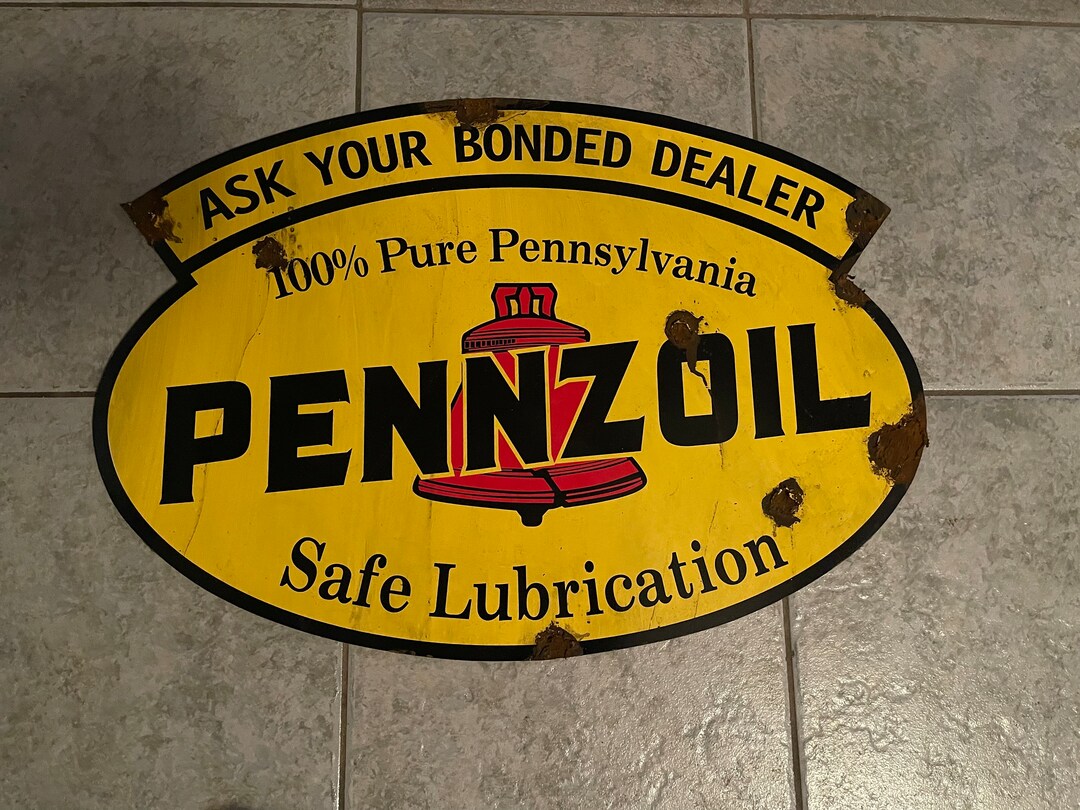 ASK YOUR BONDED DEALER
100% Pure Pennsylvania
PENNZOIL
Safe Lubrication